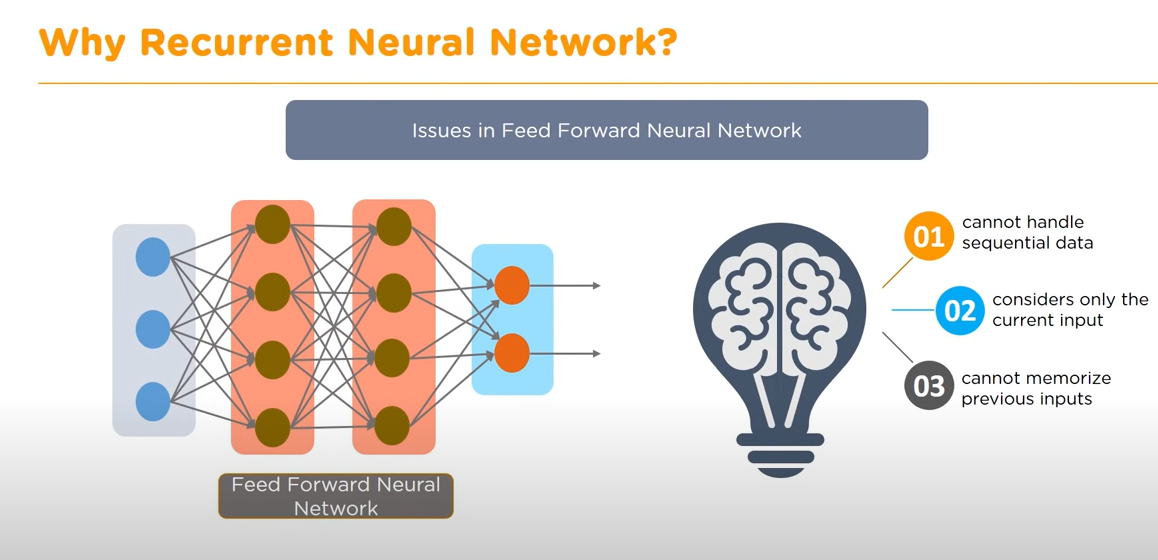 Why Recurrent Neural Network?
Issues in Feed Forward Neural Network
01
cannot handle
sequential data
02
considers only the
current input
03
cannot memorize
previous inputs
Feed Forward Neural
Network